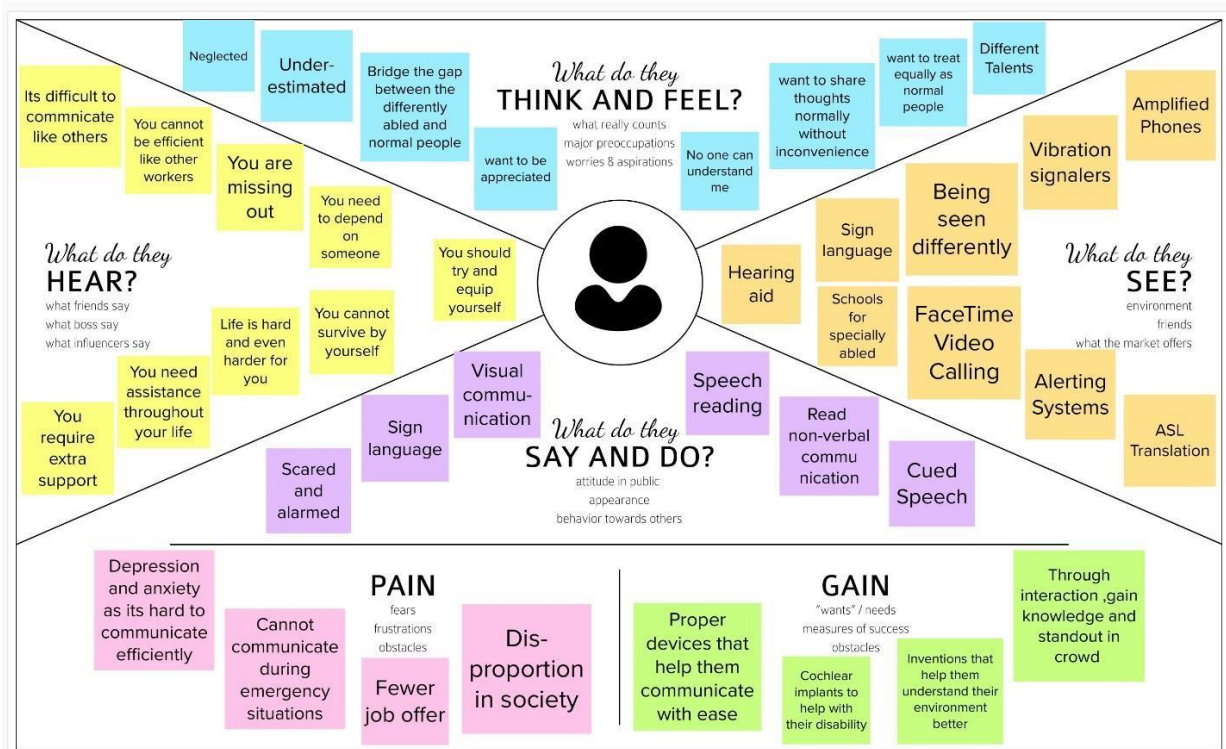 Neglected
Under-
estimated
Bridge the gap
between the
differently
abled and
normal people
want to be
appreciated
What do they
THINK AND FEEL?
what really counts
major preoccupations
worries & aspirations
No one can
understand
me
want to share
thoughts
normally
without
inconvenience
want to treat
equally as
normal
people
Different
Talents
Its difficult to
commnicate
like others
You cannot
be efficient
like other
workers
You are
missing
out
You need
to depend
on
someone
You should
try and
equip
yourself
What do they
HEAR?
what friends say
what boss say
what influencers say
You cannot
survive by
yourself
Life is hard
and even
harder for
you
You need
assistance
throughout
your life
You
require
extra
support
Amplified
Phones
Vibration
signalers
Being
seen
differently
Sign
language
Hearing
aid
Schools
for
specially
abled
FaceTime
Video
Calling
Alerting
Systems
ASL
Translation
What do they
SEE?
environment
friends
what the market offers
Visual
commu-
nication
Sign
language
Scared
and
alarmed
What do they
SAY AND DO?
attitude in public
appearance
behavior towards others
Speech
reading
Read
non-verbal
commu
nication
Cued
Speech
Depression
and anxiety
as its hard to
communicate
efficiently
Cannot
communicate
during
emergency
situations
PAIN
fears
frustrations
obstacles
Fewer
job offer
Dis-
proportion
in society
Proper
devices that
help them
communicate
with ease
GAIN
"wants" / needs
measures of success
obstacles
Cochlear
implants to
help with
their disability
Inventions that
help them
understand their
environment
better
Through
interaction ,gain
knowledge and
standout in
crowd